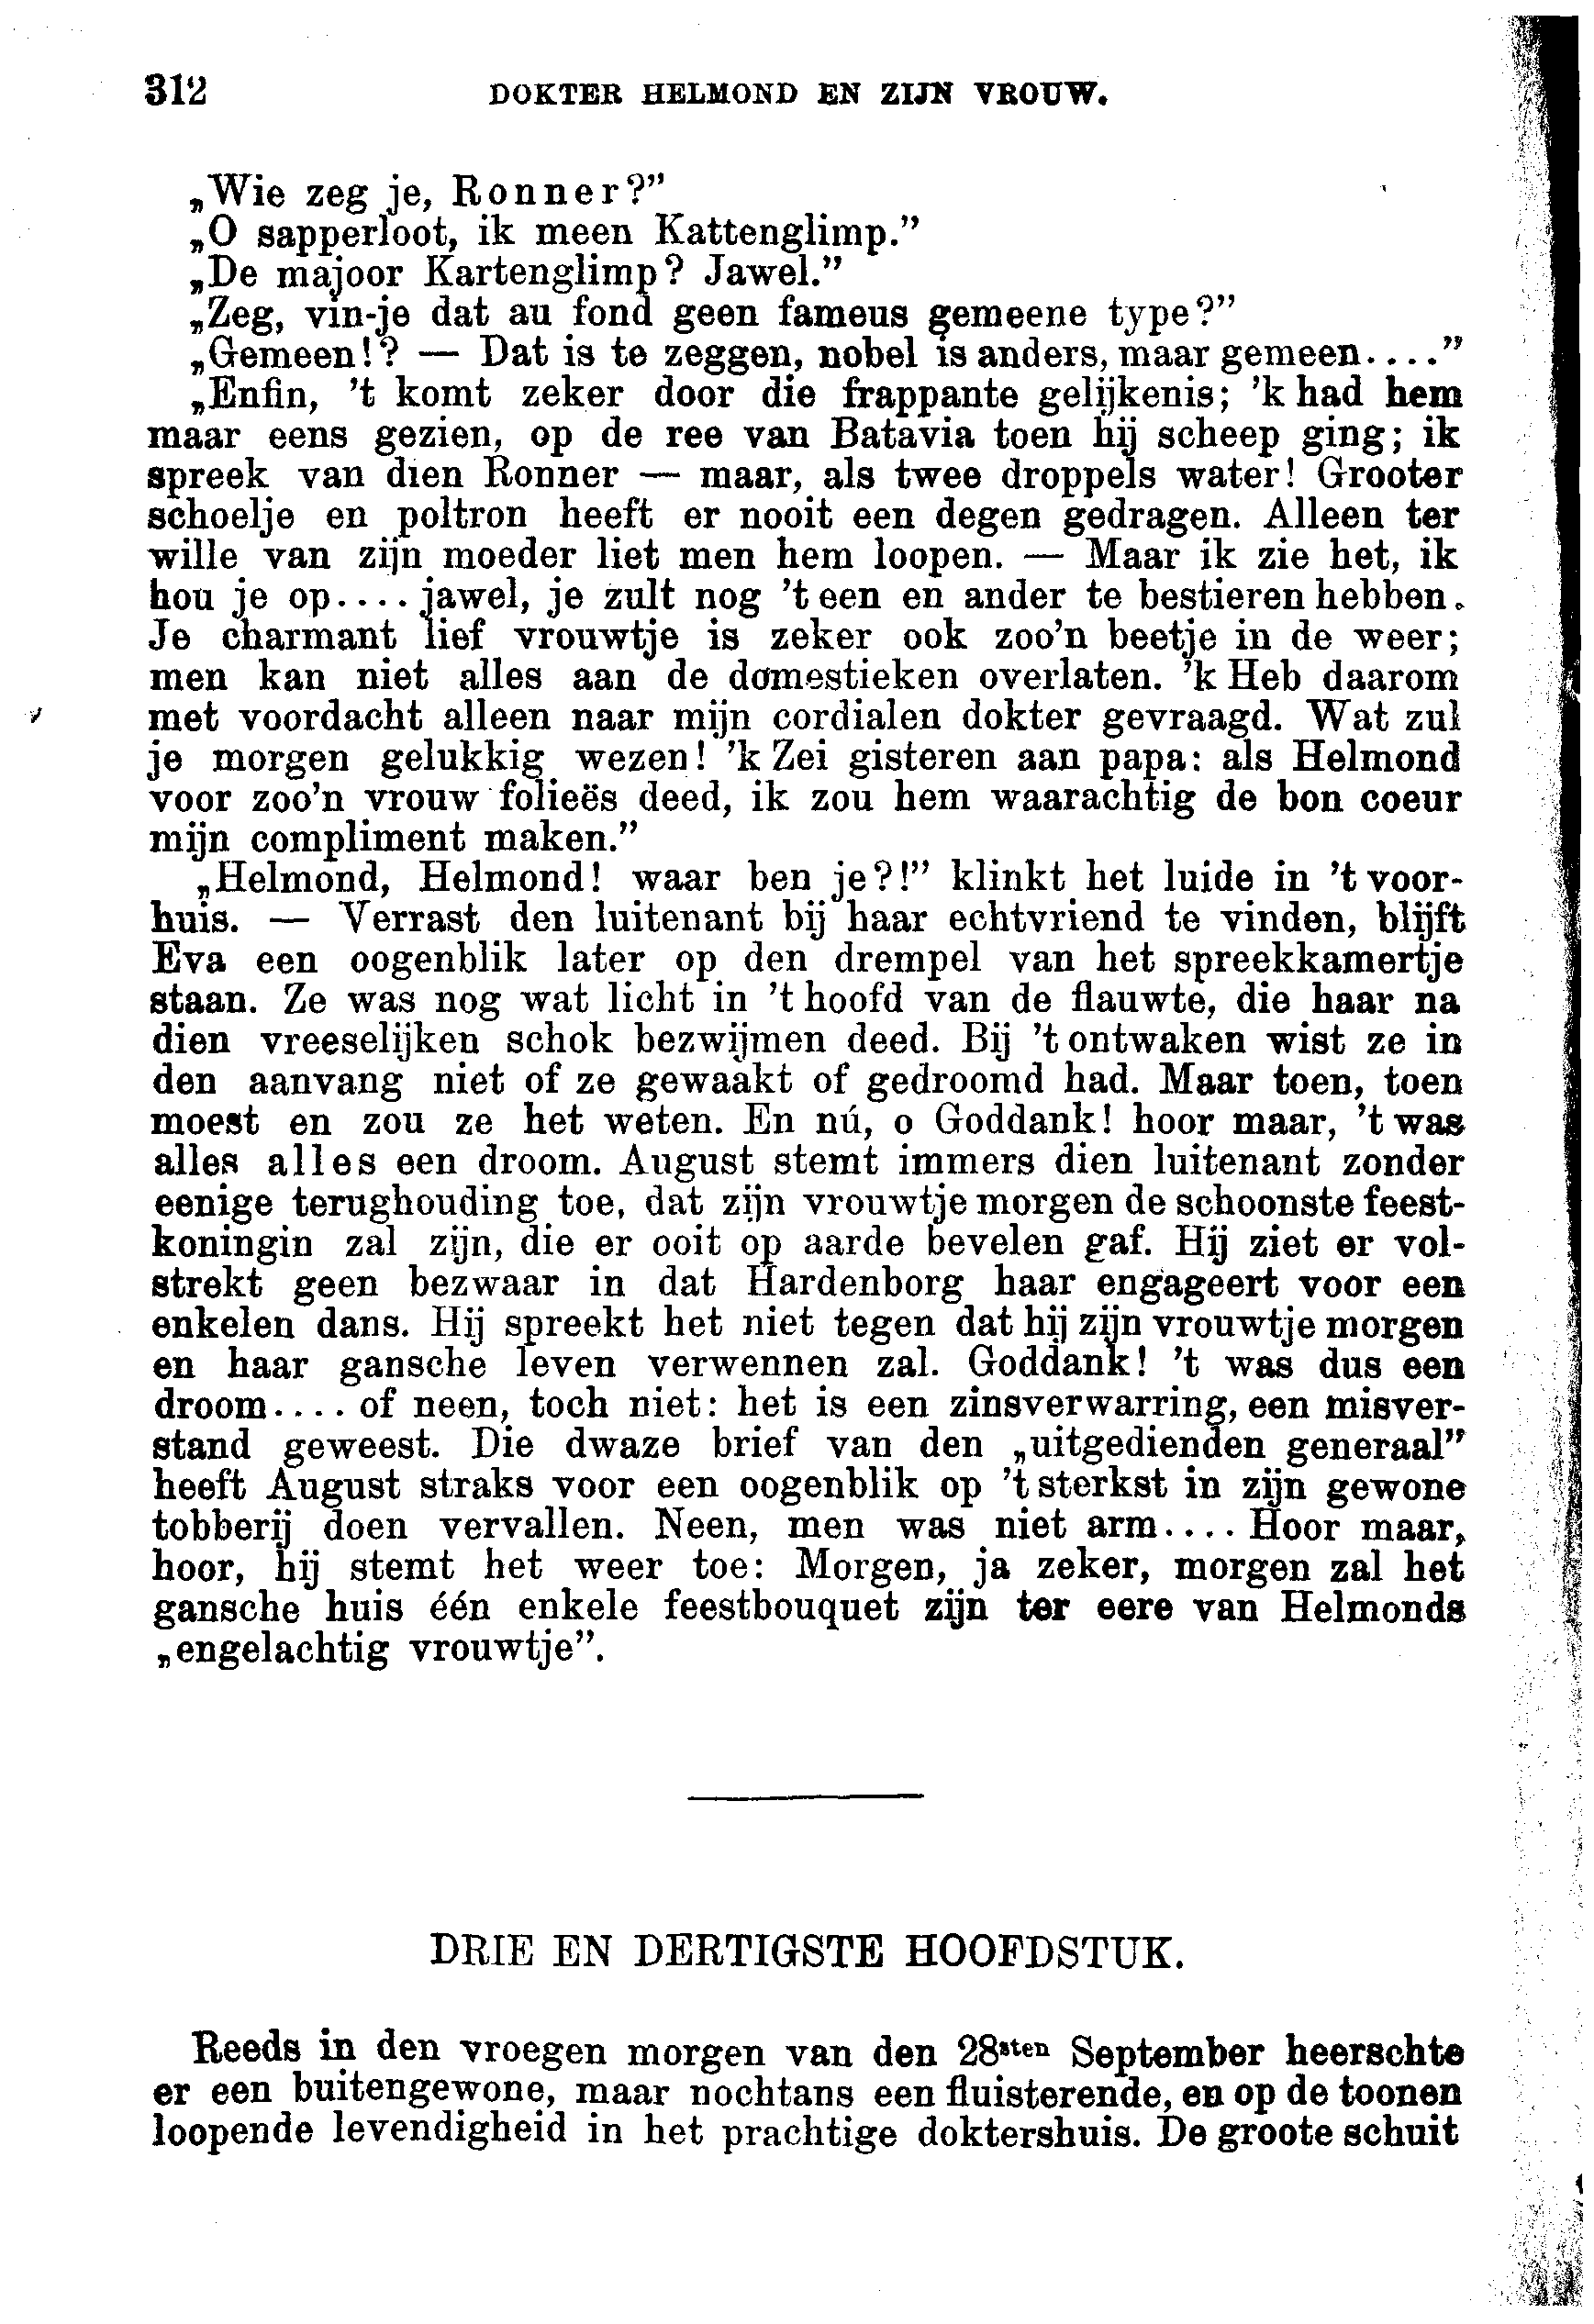 312 DOKTER HELMOND EN ZIJN VROUW.
„Wie zeg je, Ronner?”
„O sapperloot, ik meen Kattenglimp.”
„De majoor Kartenglimp? Jawel.”
„Zeg, vin-je dat au fond geen fameus gemeene type?”
„Gemeen!? — Dat is te zeggen, nobel is anders, maar gemeen....”
„Enfin, 't komt zeker door die frappante gelijkenis; 'k had hem
maar eens gezien, op de ree van Batavia toen hij scheep ging; ik
spreek van dien Ronner — maar, als twee droppels water! Grooter
schoelje en poltron heeft er nooit een degen gedragen. Alleen ter
wille van zijn moeder liet men hem loopen. — Maar ik zie het, ik
hou je op.... jawel, je zult nog 't een en ander te bestieren hebben.
Je charmant lief vrouwtje is zeker ook zoo'n beetje in de weer;
men kan niet alles aan de domestieken overlaten. 'k Heb daarom
met voordacht alleen naar mijn cordialen dokter gevraagd. Wat zul
je morgen gelukkig wezen! 'k Zei gisteren aan papa: als Helmond
voor zoo'n vrouw folieës deed, ik zou hem waarachtig de bon coeur
mijn compliment maken.”
„Helmond, Helmond! waar ben je?!” klinkt het luide in 't voor-
huis. — Verrast den luitenant bij haar echtvriend te vinden, blijft
Eva een oogenblik later op den drempel van het spreekkamertje
staan. Ze was nog wat licht in 't hoofd van de flauwte, die haar na
dien vreeselijken schok bezwijmen deed. Bij 't ontwaken wist ze in
den aanvang niet of ze gewaakt of gedroomd had. Maar toen, toen
moest en zou ze het weten. En nú, o Goddank! hoor maar, 't was
alles alles een droom. August stemt immers dien luitenant zonder
eenige terughouding toe, dat zijn vrouwtje morgen de schoonste feest-
koningin zal zijn, die er ooit op aarde bevelen gaf. Hij ziet er vol-
strekt geen bezwaar in dat Hardenborg haar engageert voor een
enkelen dans. Hij spreekt het niet tegen dat hij zijn vrouwtje morgen
en haar gansche leven verwennen zal. Goddank! 't was dus een
droom.... of neen, toch niet: het is een zinsverwarring, een misver-
stand geweest. Die dwaze brief van den „uitgedienden generaal”
heeft August straks voor een oogenblik op 't sterkst in zijn gewone
tobberij doen vervallen. Neen, men was niet arm.... Hoor maar,
hoor, hij stemt het weer toe: Morgen, ja zeker, morgen zal het
gansche huis één enkele feestbouquet zijn ter eere van Helmonds
„engelachtig vrouwtje”.
DRIE EN DERTIGSTE HOOFDSTUK.
Reeds in den vroegen morgen van den 28sten September heerschte
er een buitengewone, maar nochtans een fluisterende, en op de toonen
loopende levendigheid in het prachtige doktershuis. De groote schuit